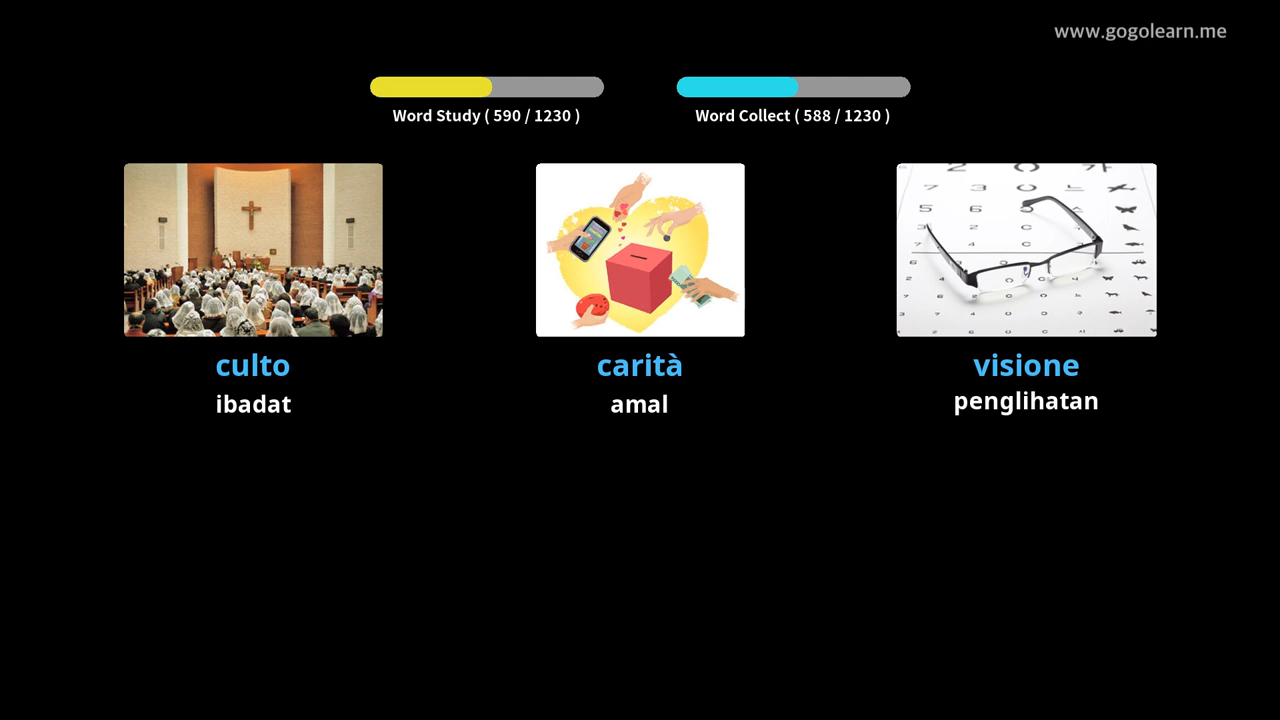 www.gogolearn.me
Word Study ( 590 / 1230 )
Word Collect ( 588 / 1230 )
culto
carità
visione
ibadat
amal
penglihatan